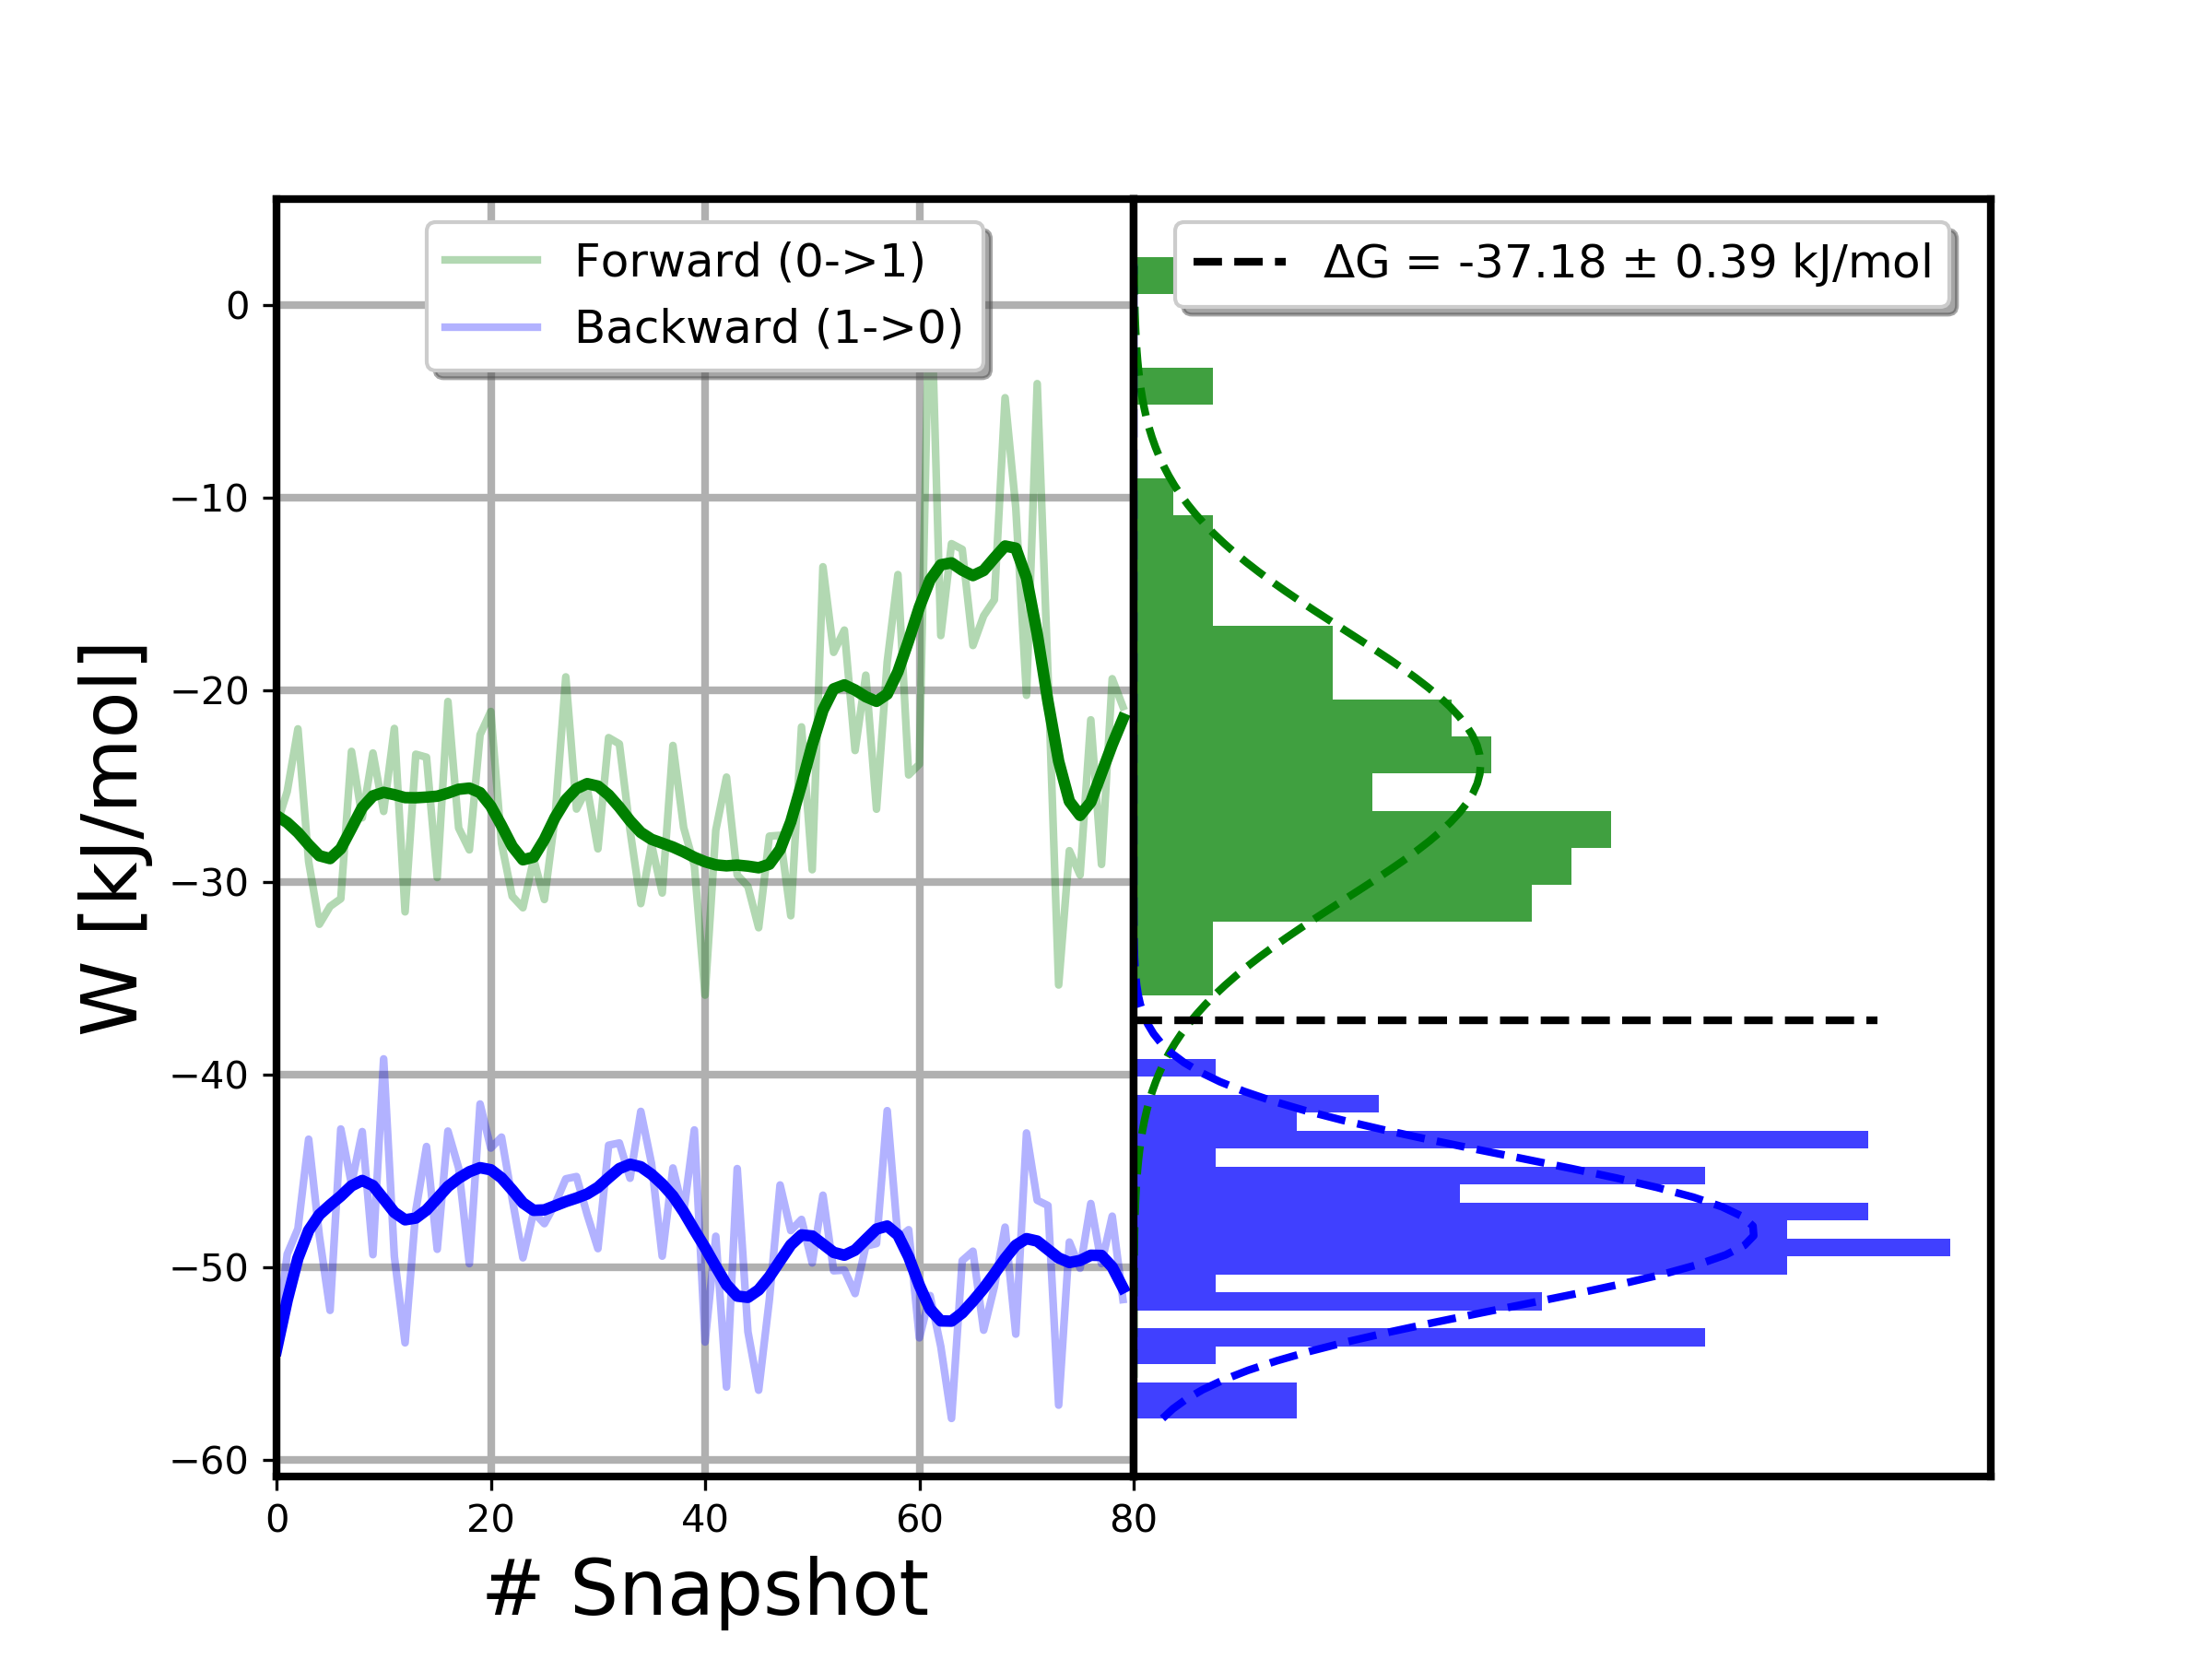 Forward (0->1)
Backward (1->0)
ΔG = -37.18 ± 0.39 kJ/mol
0
−10
−20
−30
−40
−50
−60
W [kJ/mol]
0 20 40 60 80
# Snapshot